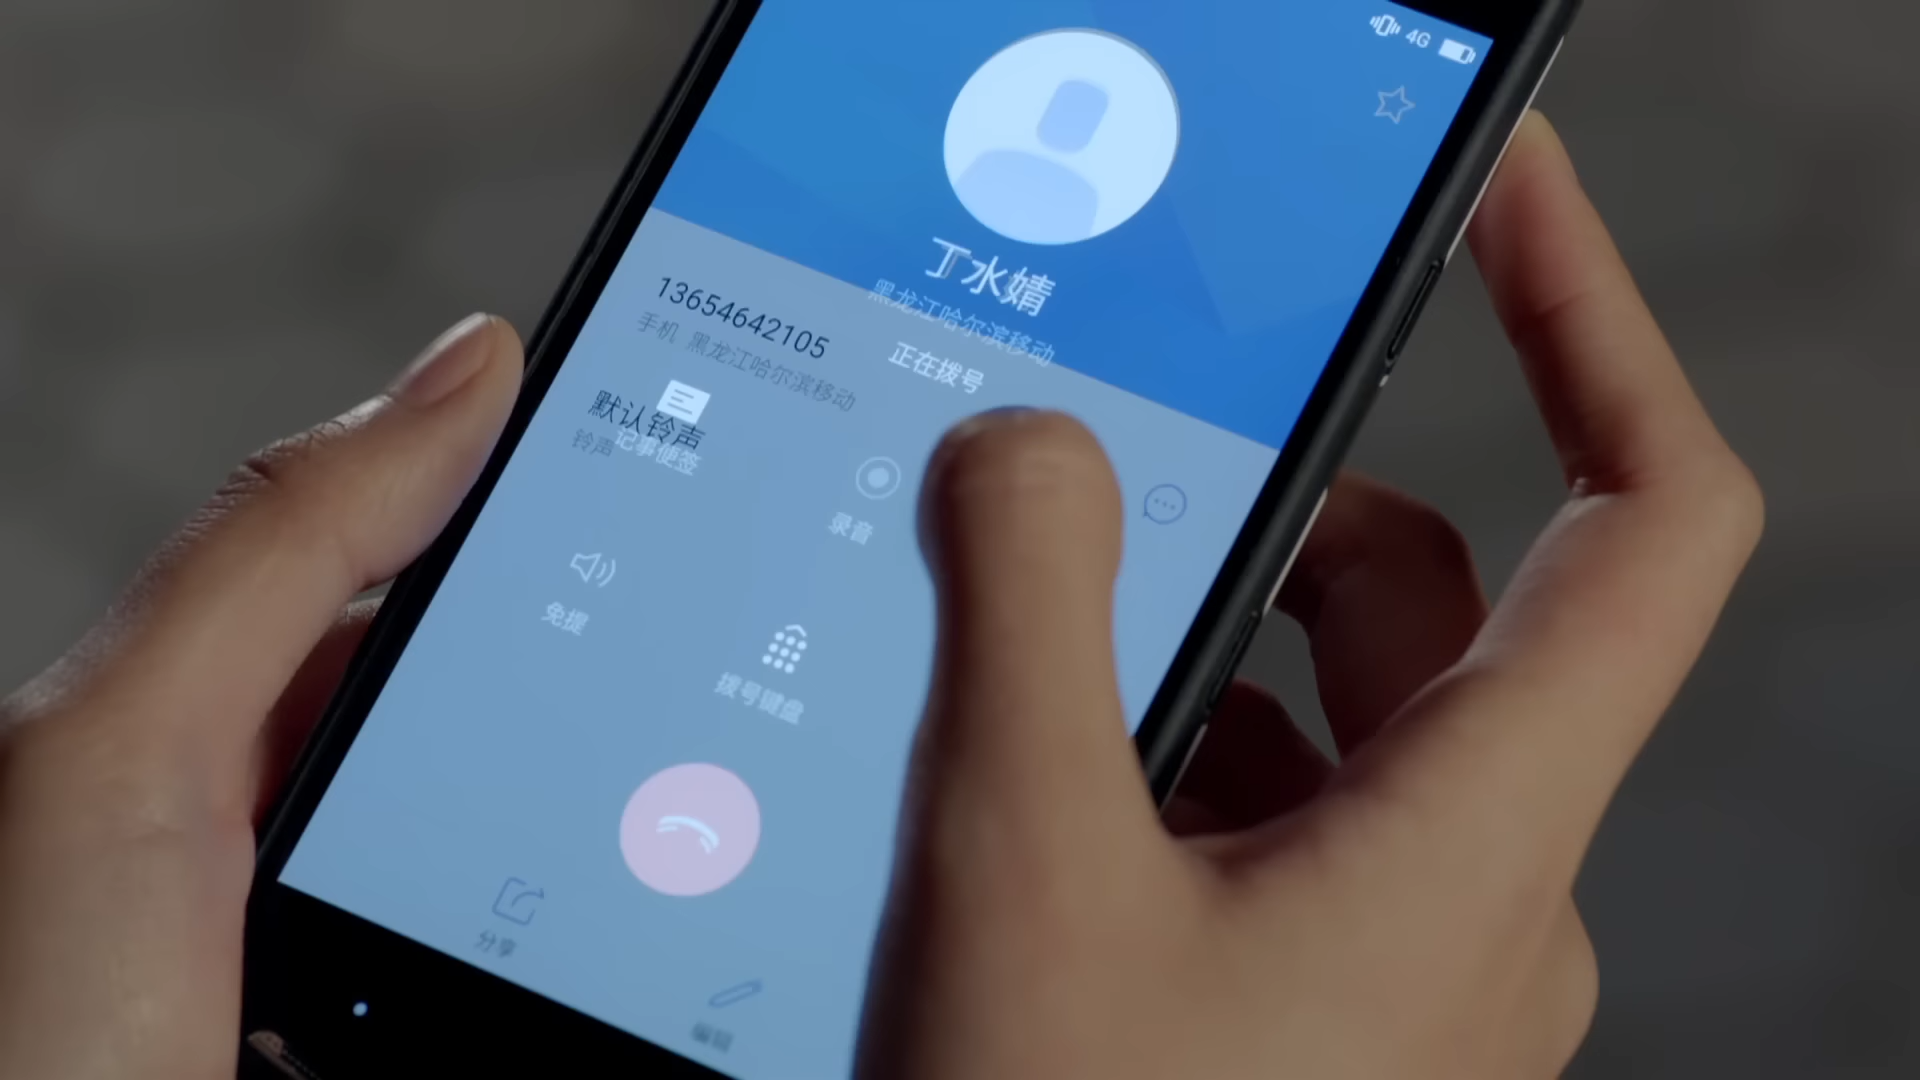 4G
丁水婧
黑龙江哈尔滨移动
正在拨号
13654642105
手机 黑龙江哈尔滨移动
默认铃声
铃声
记事便签
录音
免提
拨号键盘
分享
编辑